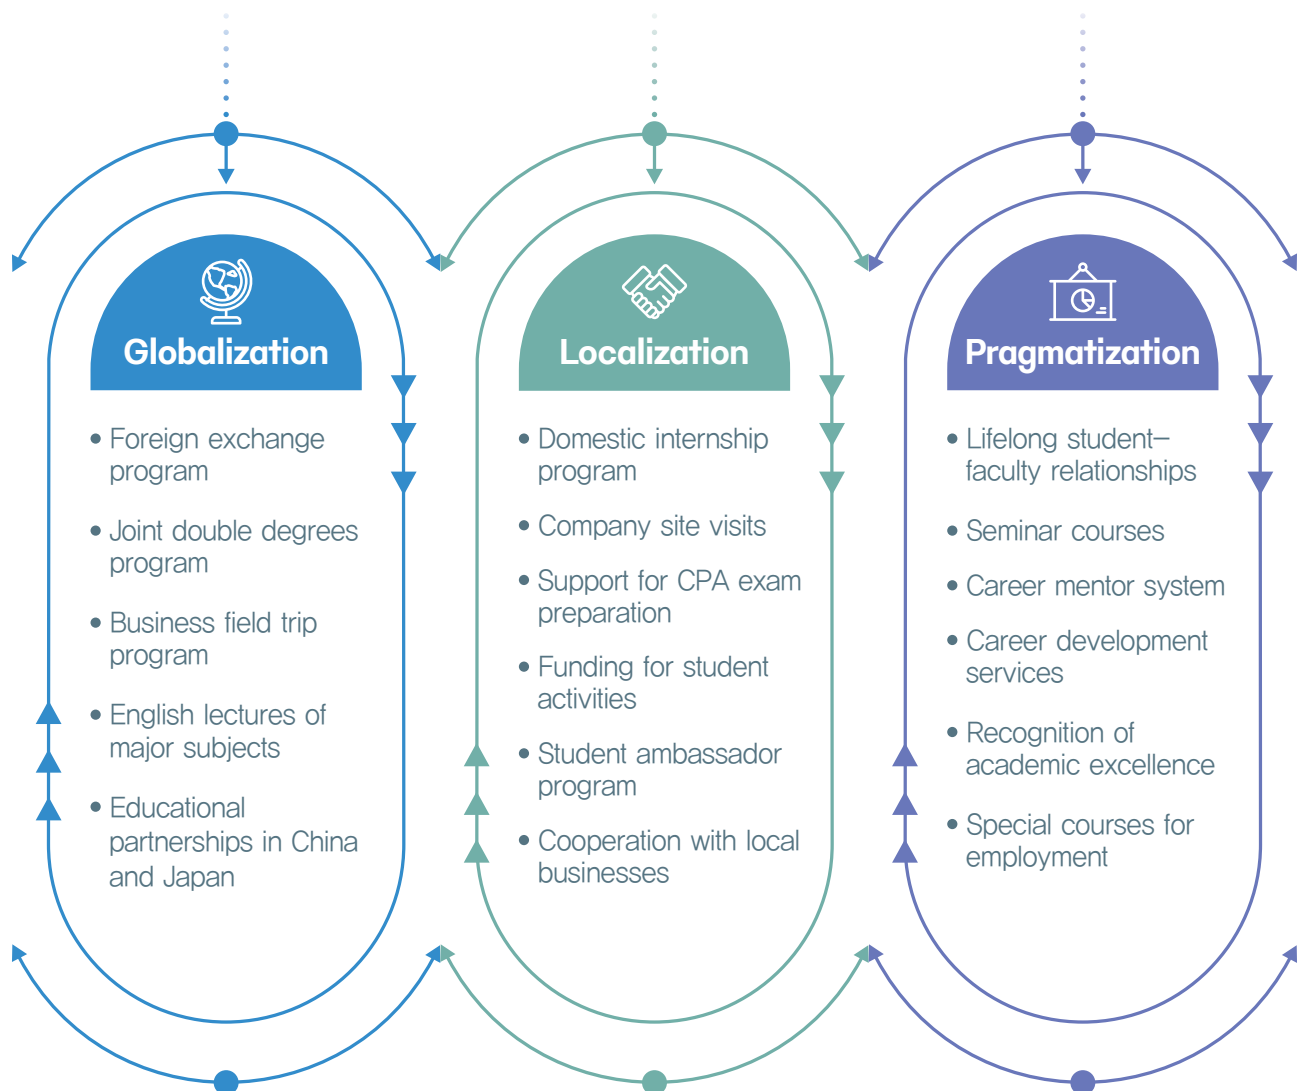 Globalization
• Foreign exchange
program
• Joint double degrees
program
• Business field trip
program
• English lectures of
major subjects
• Educational
partnerships in China
and Japan
Localization
• Domestic internship
program
• Company site visits
• Support for CPA exam
preparation
• Funding for student
activities
• Student ambassador
program
• Cooperation with local
businesses
Pragmatization
• Lifelong student–
faculty relationships
• Seminar courses
• Career mentor system
• Career development
services
• Recognition of
academic excellence
• Special courses for
employment